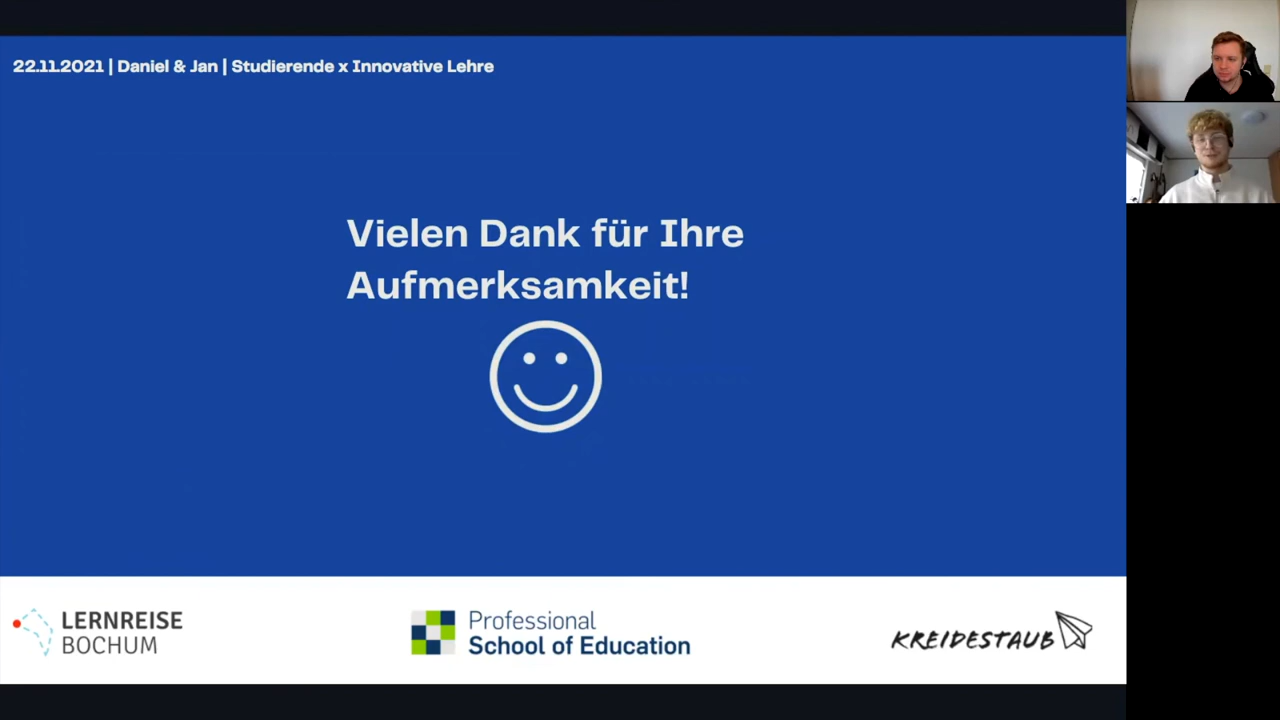 22.11.2021 | Daniel & Jan | Studierende x Innovative Lehre
Vielen Dank für Ihre
Aufmerksamkeit!
LERNREISE
BOCHUM
Professional
School of Education
KREIDESTAUB